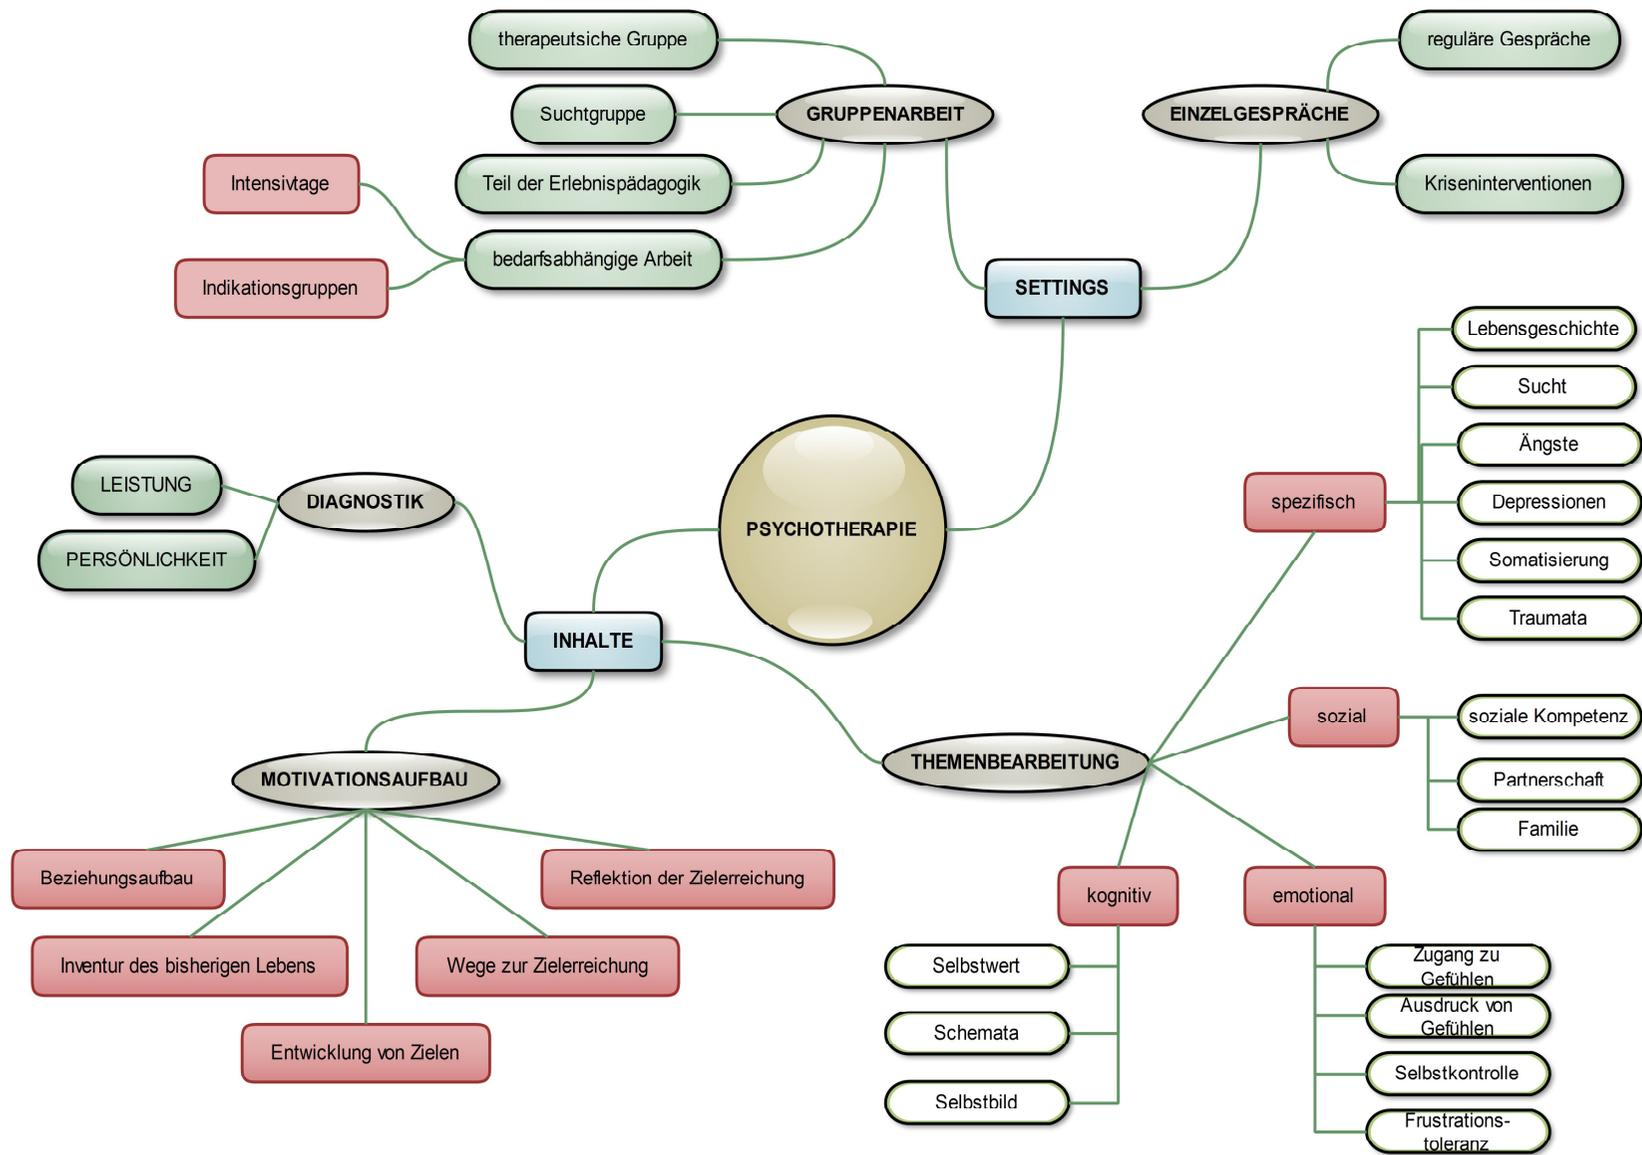 therapeutsiche Gruppe
reguläre Gespräche
Suchtgruppe
GRUPPENARBEIT
EINZELGESPRÄCHE
Intensivtage
Teil der Erlebnispädagogik
Kriseninterventionen
bedarfsabhängige Arbeit
Indikationsgruppen
SETTINGS
Lebensgeschichte
Sucht
Ängste
LEISTUNG
DIAGNOSTIK
spezifisch
Depressionen
PSYCHOTHERAPIE
PERSÖNLICHKEIT
Somatisierung
Traumata
INHALTE
sozial
soziale Kompetenz
THEMENBEARBEITUNG
MOTIVATIONSAUFBAU
Partnerschaft
Familie
Beziehungsaufbau
Reflektion der Zielerreichung
kognitiv
emotional
Inventur des bisherigen Lebens
Wege zur Zielerreichung
Selbstwert
Zugang zu
Gefühlen
Ausdruck von
Gefühlen
Schemata
Entwicklung von Zielen
Selbstkontrolle
Selbstbild
Frustrations-
toleranz